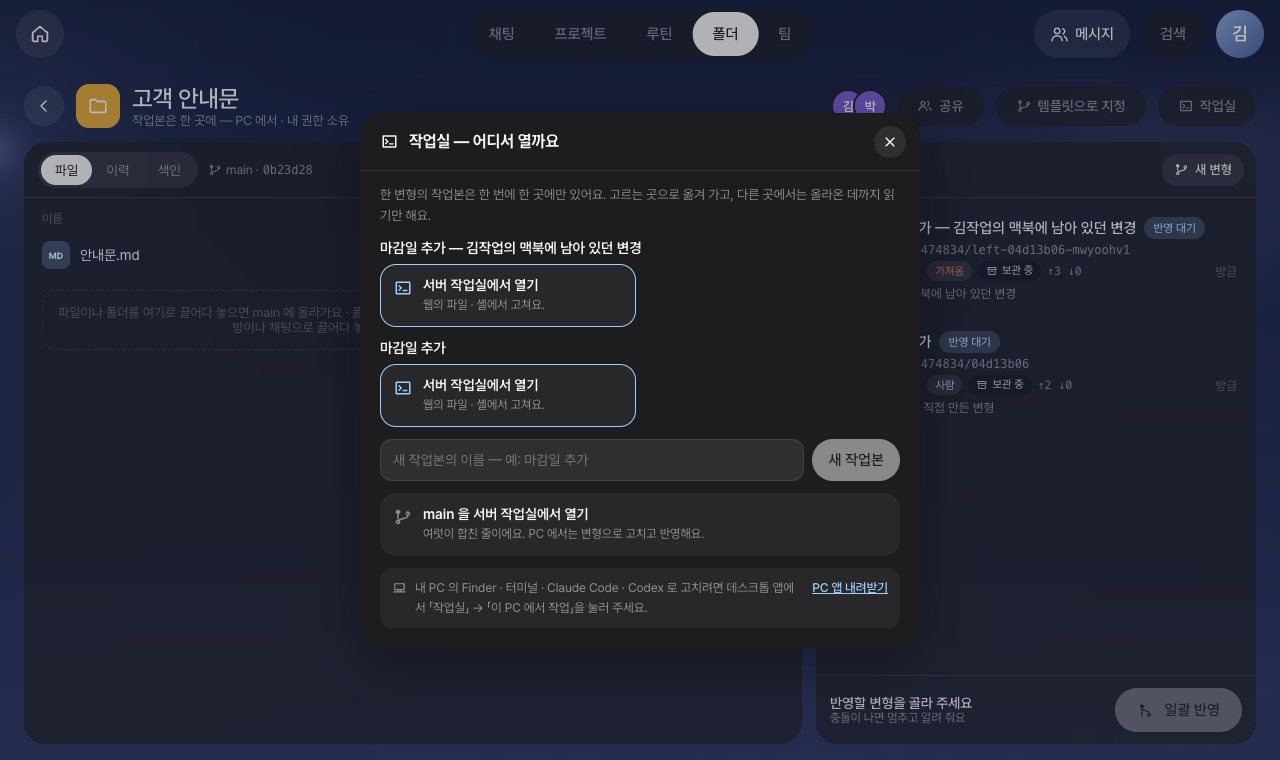 채팅
프로젝트
루틴
폴더
팀
메시지
검색
김
고객 안내문
작업본은 한 곳에 — PC 에서 · 내 권한 소유
김
박
공유
템플릿으로 지정
작업실
파일
이력
색인
main · 0b23d28
새 변형
이름
MD
안내문.md
파일이나 폴더를 여기로 끌어다 놓으면 main 에 올라가요 ·
방이나 채팅으로 끌어다
작업실 — 어디서 열까요
한 변형의 작업본은 한 번에 한 곳에만 있어요. 고르는 곳으로 옮겨 가고, 다른 곳에서는 올라온 데까지 읽
기만 해요.
마감일 추가 — 김작업의 맥북에 남아 있던 변경
서버 작업실에서 열기
웹의 파일 · 셸에서 고쳐요.
마감일 추가
서버 작업실에서 열기
웹의 파일 · 셸에서 고쳐요.
새 작업본의 이름 — 예: 마감일 추가
새 작업본
main 을 서버 작업실에서 열기
여럿이 합친 줄이에요. PC 에서는 변형으로 고치고 반영해요.
내 PC 의 Finder · 터미널 · Claude Code · Codex 로 고치려면 데스크톱 앱에
서 「작업실」 → 「이 PC 에서 작업」을 눌러 주세요.
PC 앱 내려받기
가 — 김작업의 맥북에 남아 있던 변경
반영 대기
474834/left-04d13b06-mwyoohv1
가져옴
보관 중
↑3 ↓0
방금
북에 남아 있던 변경
가
반영 대기
474834/04d13b06
사람
보관 중
↑2 ↓0
방금
직접 만든 변형
반영할 변형을 골라 주세요
충돌이 나면 멈추고 알려 줘요
일괄 반영